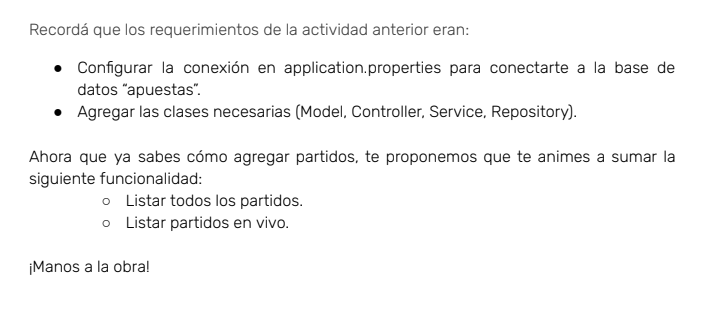 Recordá que los requerimientos de la actividad anterior eran:
● Configurar la conexión en application.properties para conectarte a la base de
datos “apuestas”.
● Agregar las clases necesarias (Model, Controller, Service, Repository).
Ahora que ya sabes cómo agregar partidos, te proponemos que te animes a sumar la
siguiente funcionalidad:
○ Listar todos los partidos.
○ Listar partidos en vivo.
¡Manos a la obra!